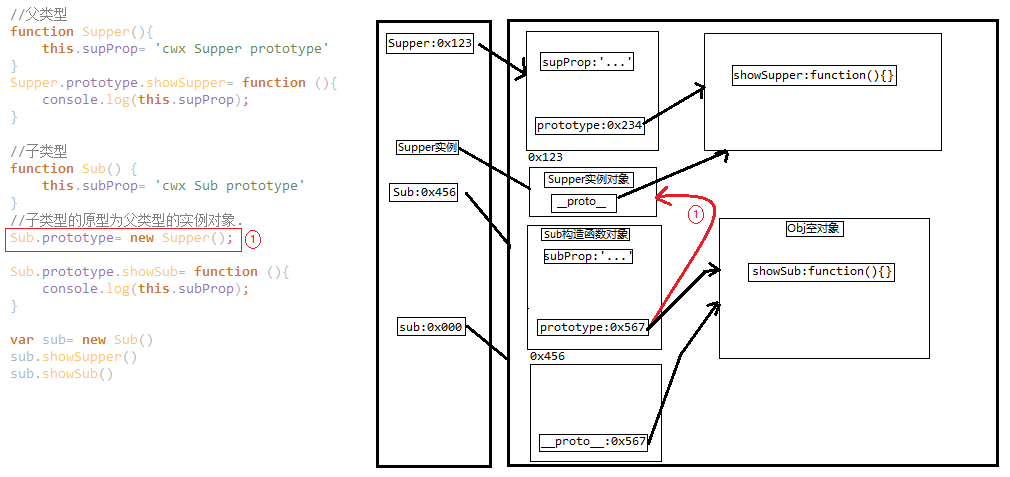 //父类型
function Supper(){
    this.supProp= 'cwx Supper prototype'
}
Supper.prototype.showSupper= function (){
    console.log(this.supProp);
}
//子类型
function Sub() {
    this.subProp= 'cwx Sub prototype'
}
//子类型的原型为父类型的实例对象.
Sub.prototype= new Supper(); ①
Sub.prototype.showSub= function (){
    console.log(this.subProp);
}
var sub= new Sub()
sub.showSupper()
sub.showSub()
Supper:0x123
Supper实例
Sub:0x456
sub:0x000
supProp:'...'
prototype:0x234
0x123
Supper实例对象
__proto_
Sub构造函数对象
subProp:'...'
prototype:0x567
0x456
__proto__:0x567
①
showSupper:function(){}
Obj空对象
showSub:function(){}